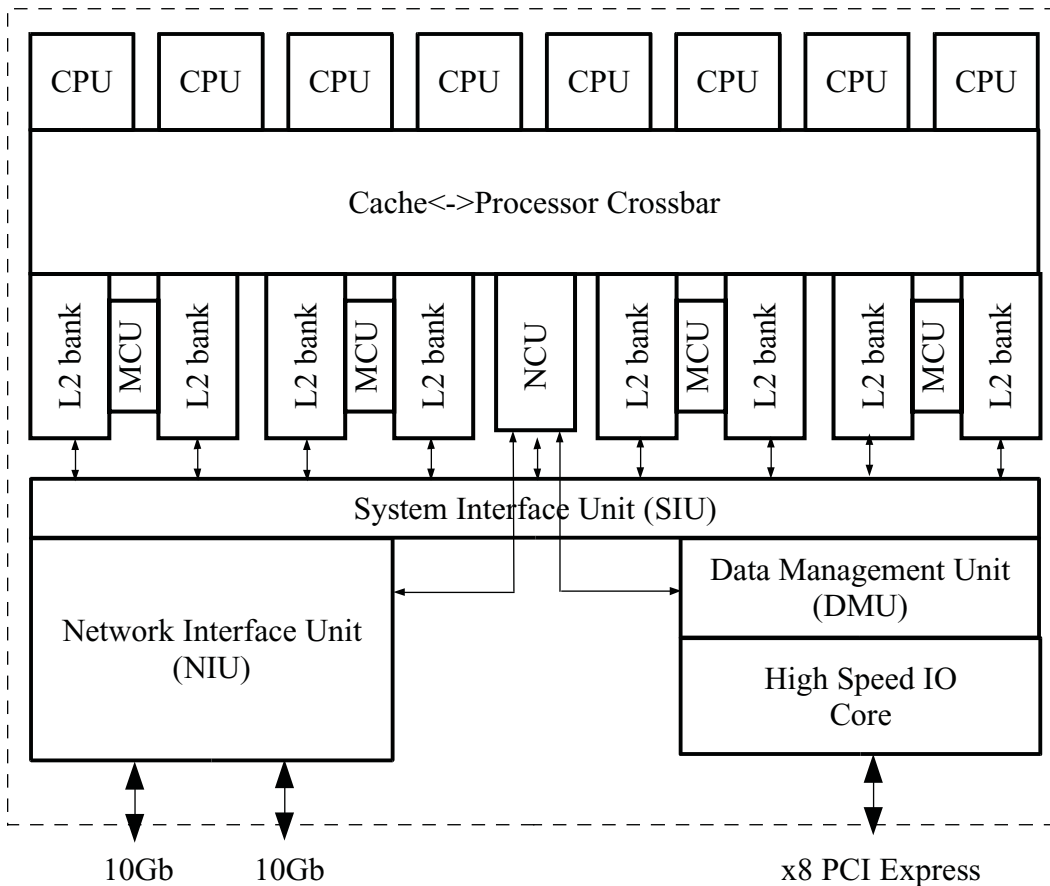 CPU CPU CPU CPU CPU CPU CPU CPU
Cache<->Processor Crossbar
L2 bank MCU L2 bank L2 bank MCU L2 bank NCU L2 bank MCU L2 bank L2 bank MCU L2 bank
System Interface Unit (SIU)
Network Interface Unit
(NIU)
Data Management Unit
(DMU)
High Speed IO
Core
10Gb 10Gb x8 PCI Express